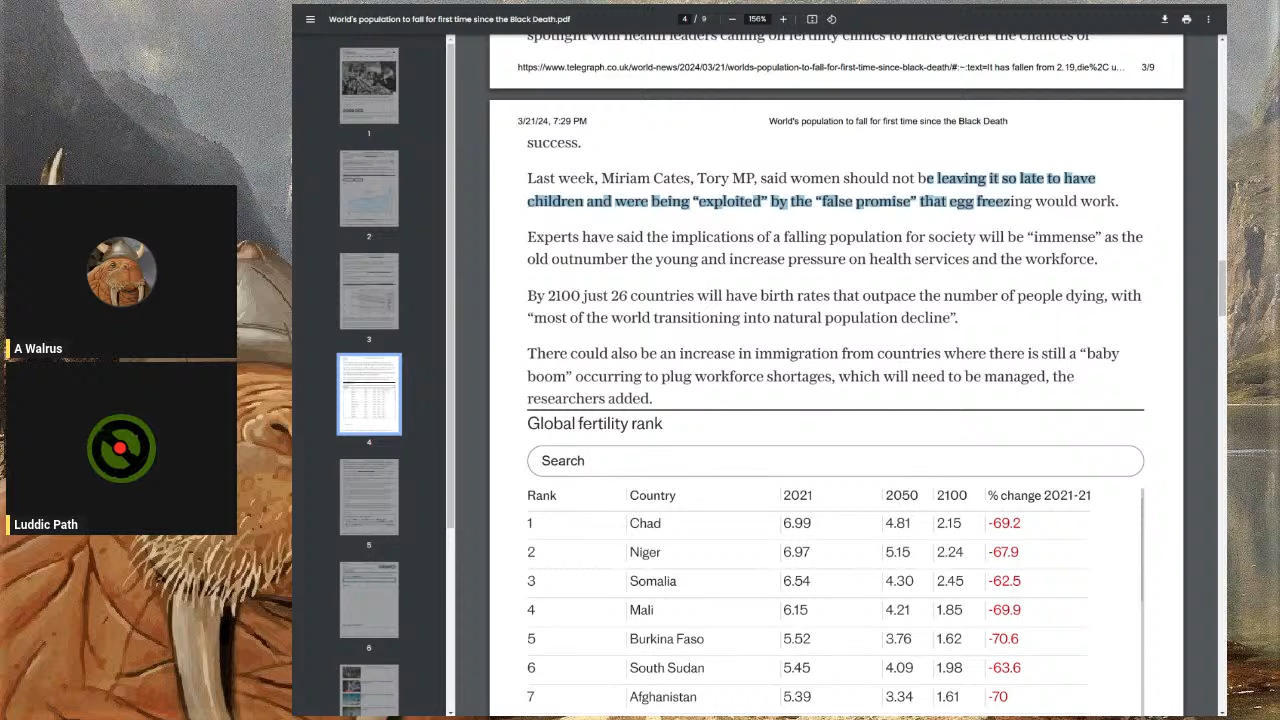 World's population to fall for first time since the Black Death.pdf
4 / 9
156%
spotlight with health leaders calling on fertility clinics to make clearer the chances of
https://www.telegraph.co.uk/world-news/2024/03/21/worlds-population-to-fall-for-first-time-since-black-death/#:~:text=It has fallen from 2.19,die%2C u... 3/9
3/21/24, 7:29 PM World's population to fall for first time since the Black Death
success.
Last week, Miriam Cates, Tory MP, said women should not be leaving it so late to have
children and were being “exploited” by the “false promise” that egg freezing would work.
Experts have said the implications of a falling population for society will be “immense” as the
old outnumber the young and increase pressure on health services and the workforce.
By 2100 just 26 countries will have birth rates that outpace the number of people dying, with
“most of the world transitioning into natural population decline”.
There could also be an increase in immigration from countries where there is still a “baby
boom” occurring to plug workforce shortages, which will need to be managed the
researchers added.
Global fertility rank
Search
Rank Country 2021 2050 2100 % change 2021-21
1 Chad 6.99 4.81 2.15 -69.2
2 Niger 6.97 5.15 2.24 -67.9
3 Somalia 6.54 4.30 2.45 -62.5
4 Mali 6.15 4.21 1.85 -69.9
5 Burkina Faso 5.52 3.76 1.62 -70.6
6 South Sudan 5.45 4.09 1.98 -63.6
7 Afghanistan 5.39 3.34 1.61 -70
1
2
3
4
5
6
A Walrus
Luddic Path